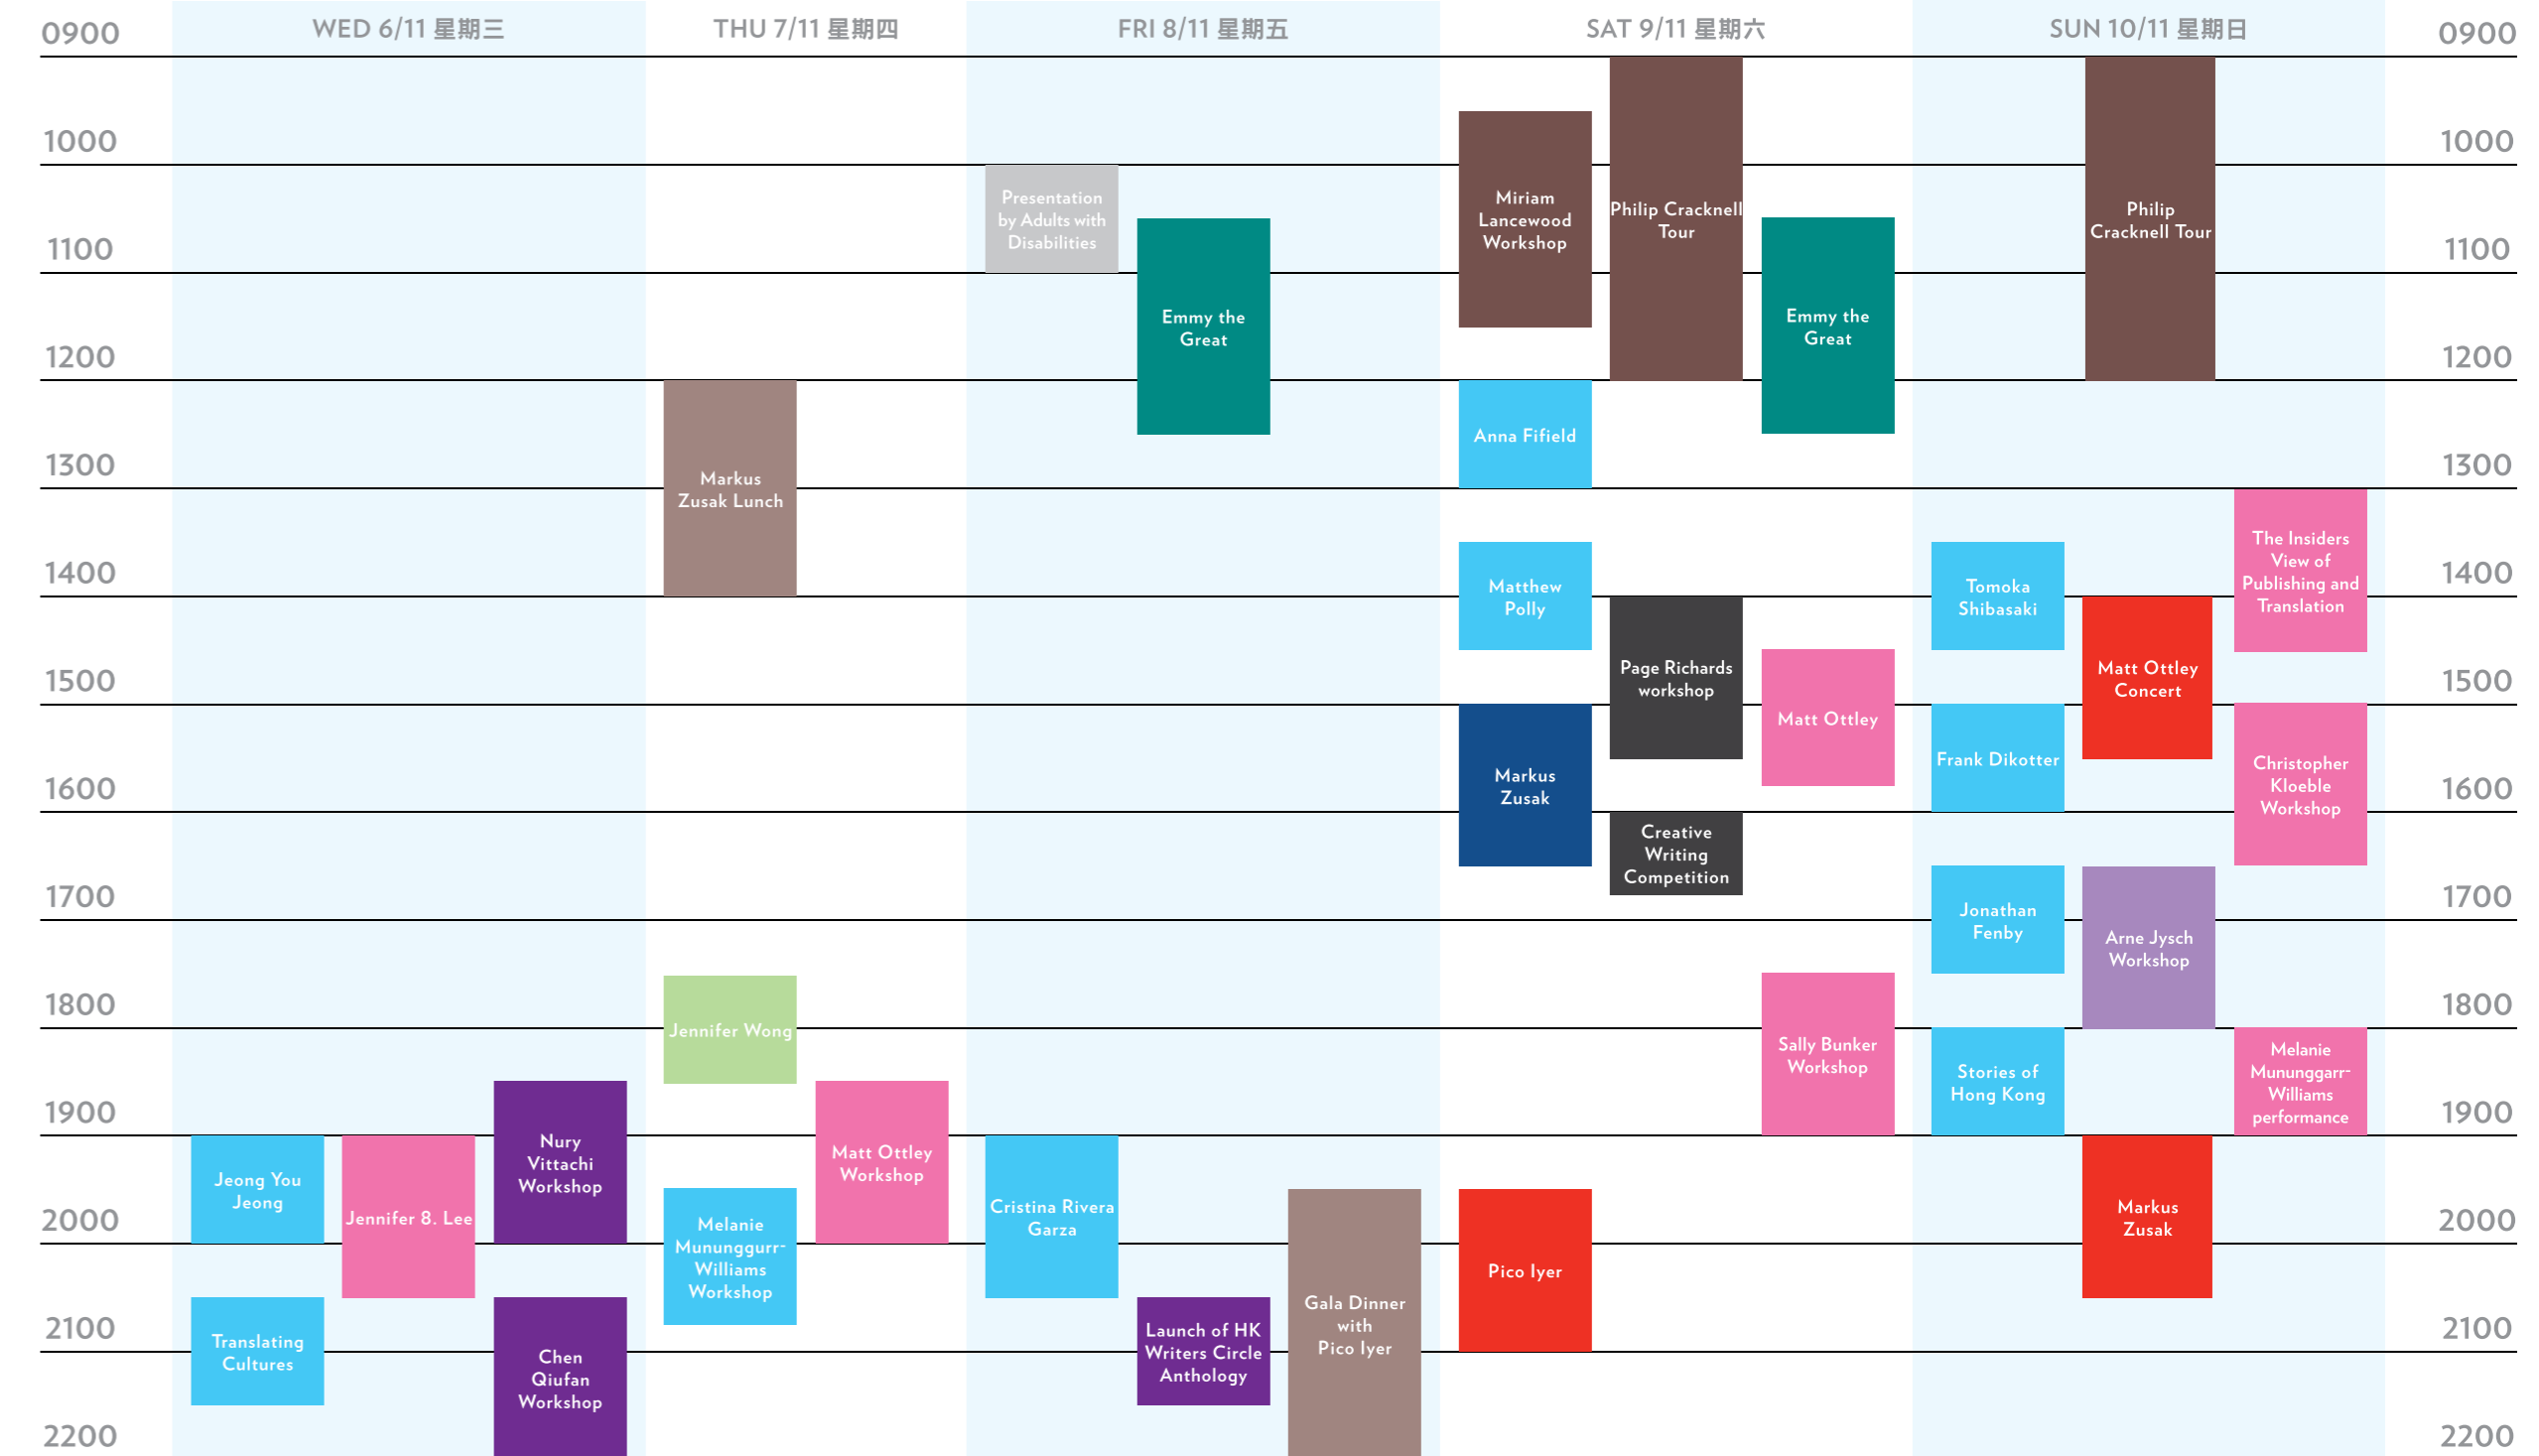 0900
WED 6/11 星期三
THU 7/11 星期四
FRI 8/11 星期五
SAT 9/11 星期六
SUN 10/11 星期日
0900
1000
1000
1100
1100
1200
1200
1300
1300
1400
1400
1500
1500
1600
1600
1700
1700
1800
1800
1900
1900
2000
2000
2100
2100
2200
2200
Jeong You
Jeong
Translating
Cultures
Jennifer 8. Lee
Nury
Vittachi
Workshop
Chen
Qiufan
Workshop
Markus
Zusak Lunch
Jennifer Wong
Melanie
Mununggurr-
Williams
Workshop
Matt Ottley
Workshop
Presentation
by Adults with
Disabilities
Cristina Rivera
Garza
Emmy the
Great
Launch of HK
Writers Circle
Anthology
Gala Dinner
with
Pico Iyer
Miriam
Lancewood
Workshop
Anna Fifield
Matthew
Polly
Markus
Zusak
Pico Iyer
Philip Cracknell
Tour
Page Richards
workshop
Creative
Writing
Competition
Emmy the
Great
Matt Ottley
Sally Bunker
Workshop
Tomoka
Shibasaki
Frank Dikotter
Jonathan
Fenby
Stories of
Hong Kong
Philip
Cracknell Tour
Matt Ottley
Concert
Arne Jysch
Workshop
Markus
Zusak
The Insiders
View of
Publishing and
Translation
Christopher
Kloeble
Workshop
Melanie
Mununggarr-
Williams
performance